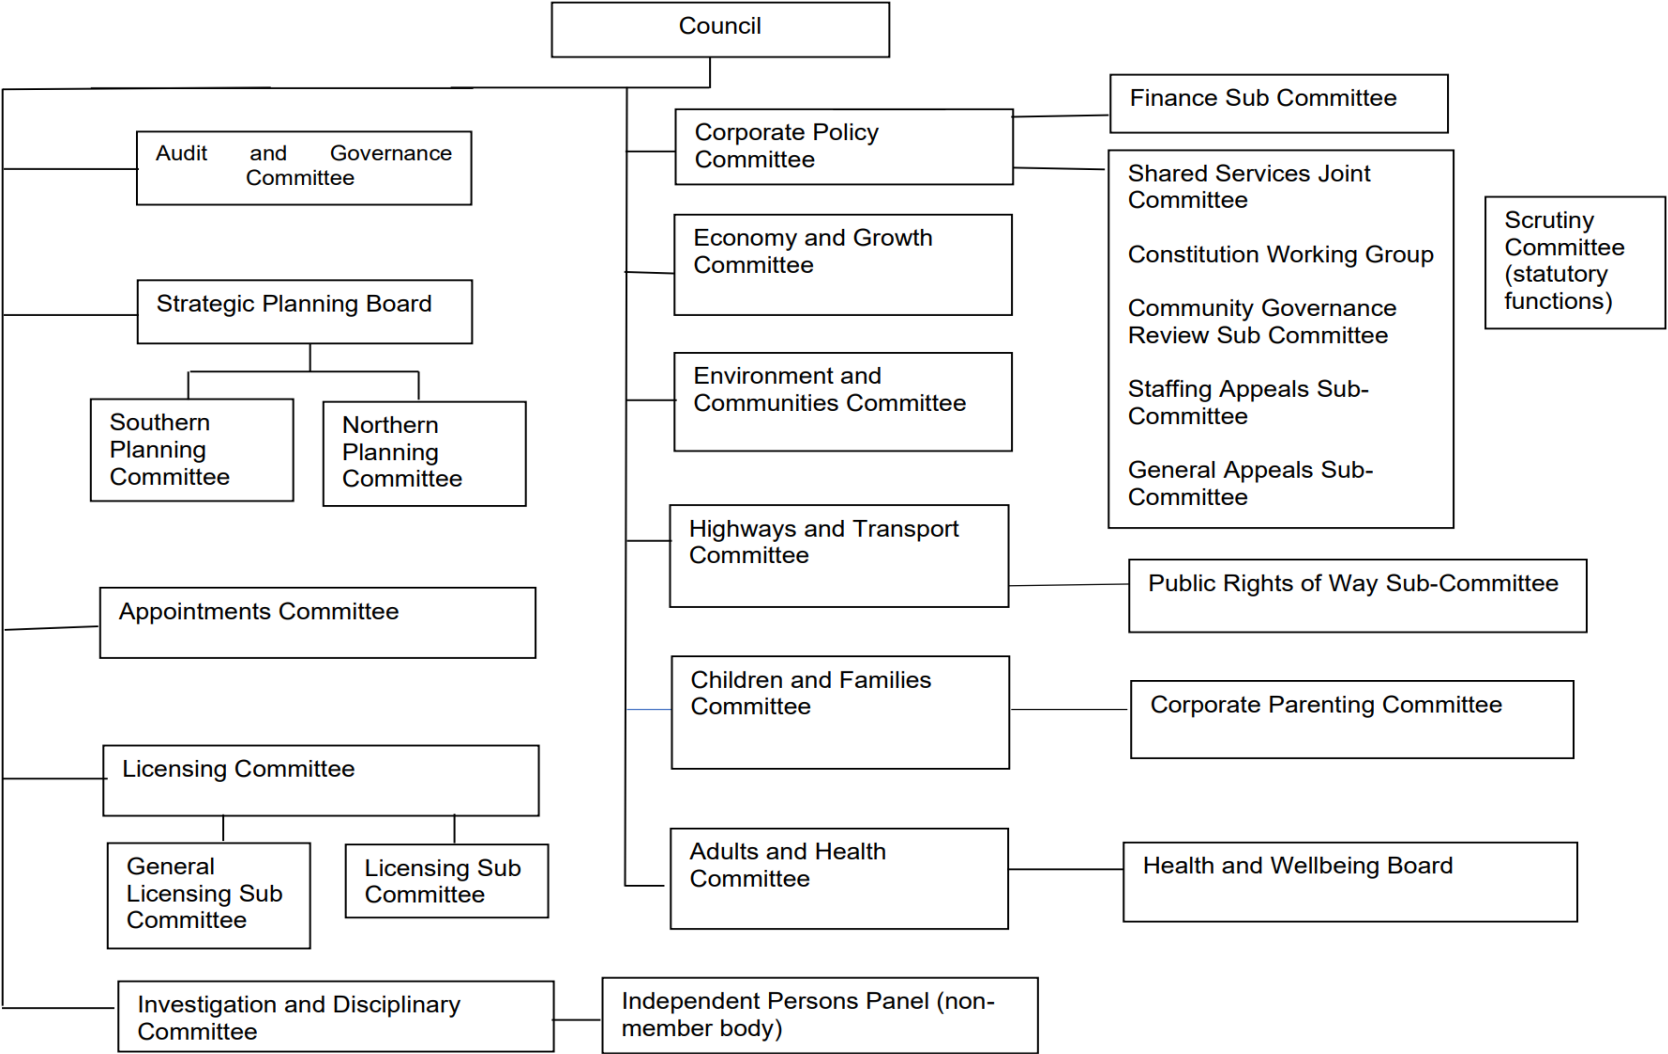 Council
Audit and Governance
Committee
Strategic Planning Board
Southern
Planning
Committee
Northern
Planning
Committee
Appointments Committee
Licensing Committee
General
Licensing Sub
Committee
Licensing Sub
Committee
Investigation and Disciplinary
Committee
Independent Persons Panel (non-
member body)
Corporate Policy
Committee
Economy and Growth
Committee
Environment and
Communities Committee
Highways and Transport
Committee
Children and Families
Committee
Adults and Health
Committee
Finance Sub Committee
Shared Services Joint
Committee
Constitution Working Group
Community Governance
Review Sub Committee
Staffing Appeals Sub-
Committee
General Appeals Sub-
Committee
Public Rights of Way Sub-Committee
Corporate Parenting Committee
Health and Wellbeing Board
Scrutiny
Committee
(statutory
functions)